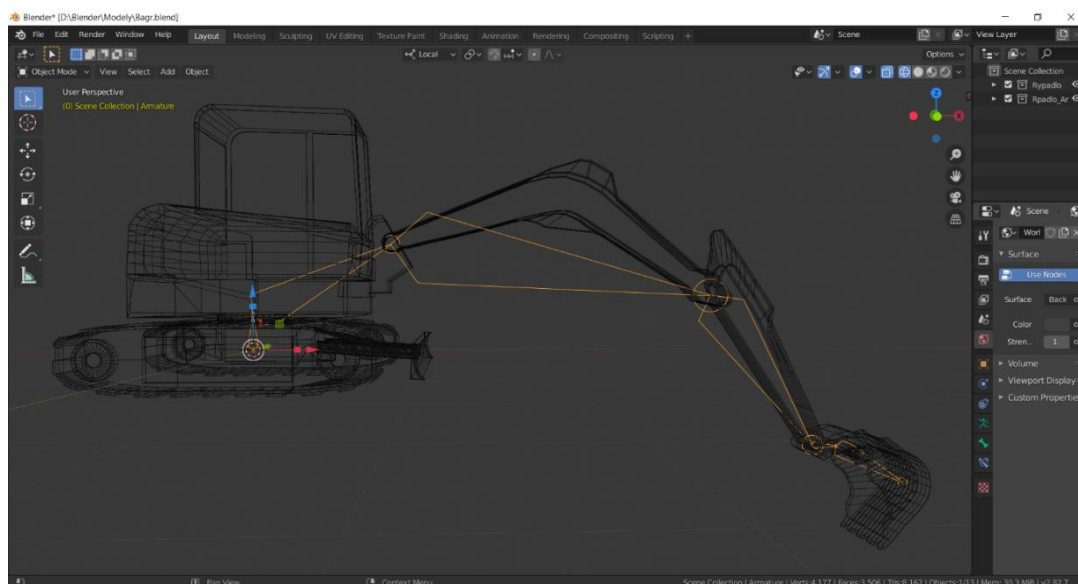 Blender* [D:\Blender\Modely\Bagr.blend]
File Edit Render Window Help Layout Modeling Sculpting UV Editing Texture Paint Shading Animation Rendering Compositing Scripting + Scene View Layer
Local Options
Object Mode View Select Add Object
User Perspective
(0) Scene Collection | Armature
Z
X
Scene Collection
Rypadlo
Rpadlo_Ar
Scene
Worl
Surface
Use Nodes
Surface Back
Color
Stren.. 1.
Volume
Viewport Display
Custom Propertie
Pan View Context Menu Scene Collection | Armature | Verts:4,177 | Faces:3,506 | Tris:8,162 | Objects:1/13 | Mem: 30.3 MiB | v2.82.7